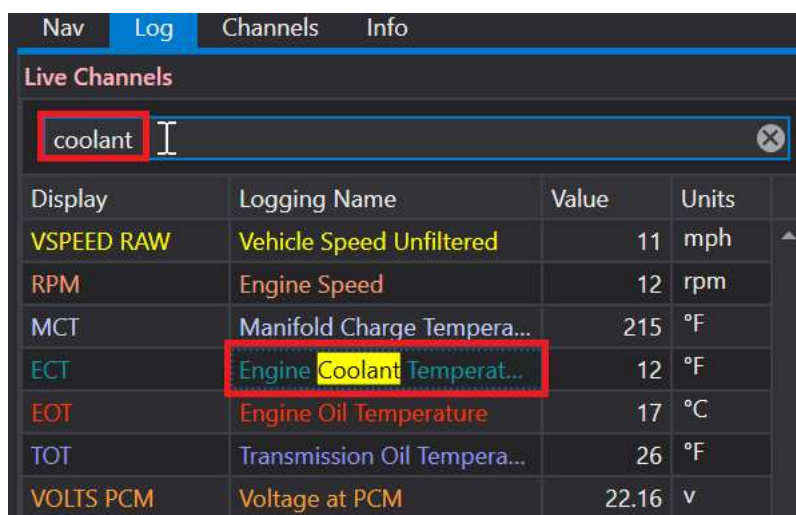 Nav Log Channels Info
Live Channels
coolant
Display Logging Name Value Units
VSPEED RAW Vehicle Speed Unfiltered 11 mph
RPM Engine Speed 12 rpm
MCT Manifold Charge Tempera... 215 °F
ECT Engine Coolant Temperat... 12 °F
EOT Engine Oil Temperature 17 °C
TOT Transmission Oil Tempera... 26 °F
VOLTS PCM Voltage at PCM 22.16 v